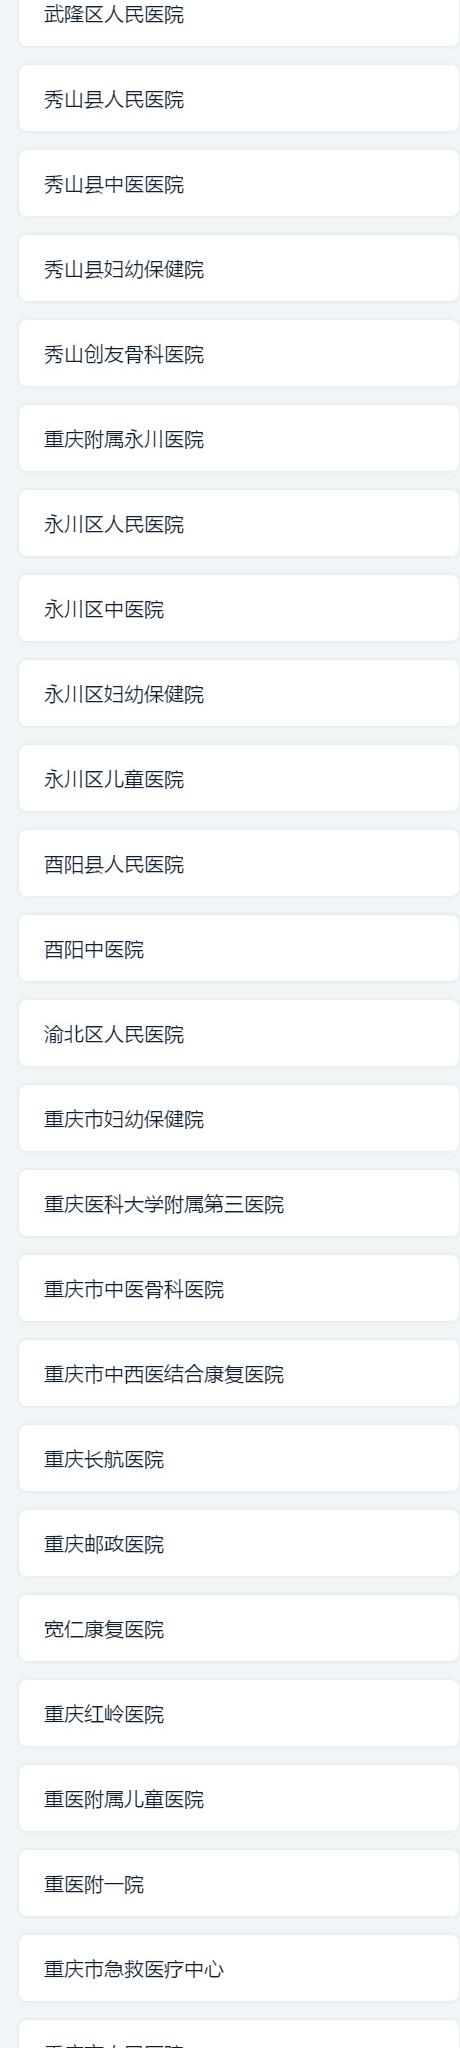 武隆区人民医院
秀山县人民医院
秀山县中医医院
秀山县妇幼保健院
秀山创友骨科医院
重庆附属永川医院
永川区人民医院
永川区中医院
永川区妇幼保健院
永川区儿童医院
酉阳县人民医院
酉阳中医院
渝北区人民医院
重庆市妇幼保健院
重庆医科大学附属第三医院
重庆市中医骨科医院
重庆市中西医结合康复医院
重庆长航医院
重庆邮政医院
宽仁康复医院
重庆红岭医院
重医附属儿童医院
重医附一院
重庆市急救医疗中心